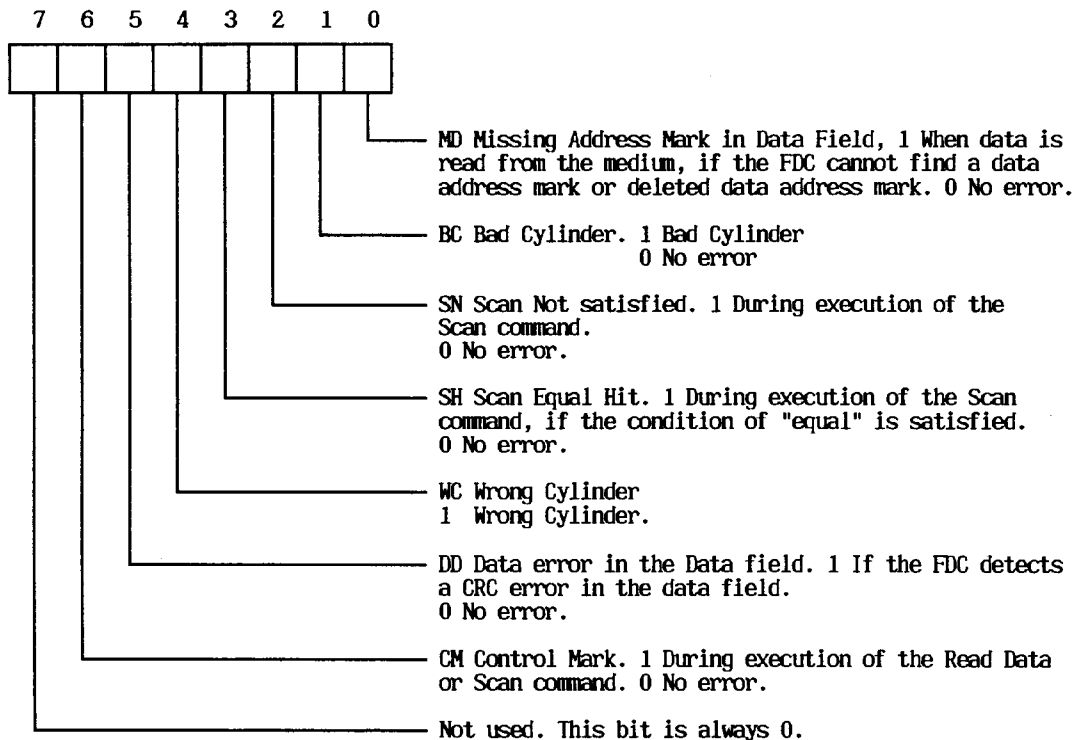 7 6 5 4 3 2 1 0
MD Missing Address Mark in Data Field, 1 When data is
read from the medium, if the FDC cannot find a data
address mark or deleted data address mark. 0 No error.
BC Bad Cylinder. 1 Bad Cylinder
0 No error
SN Scan Not satisfied. 1 During execution of the
Scan command.
0 No error.
SH Scan Equal Hit. 1 During execution of the Scan
command, if the condition of "equal" is satisfied.
0 No error.
WC Wrong Cylinder
1 Wrong Cylinder.
DD Data error in the Data field. 1 If the FDC detects
a CRC error in the data field.
0 No error.
CM Control Mark. 1 During execution of the Read Data
or Scan command. 0 No error.
Not used. This bit is always 0.